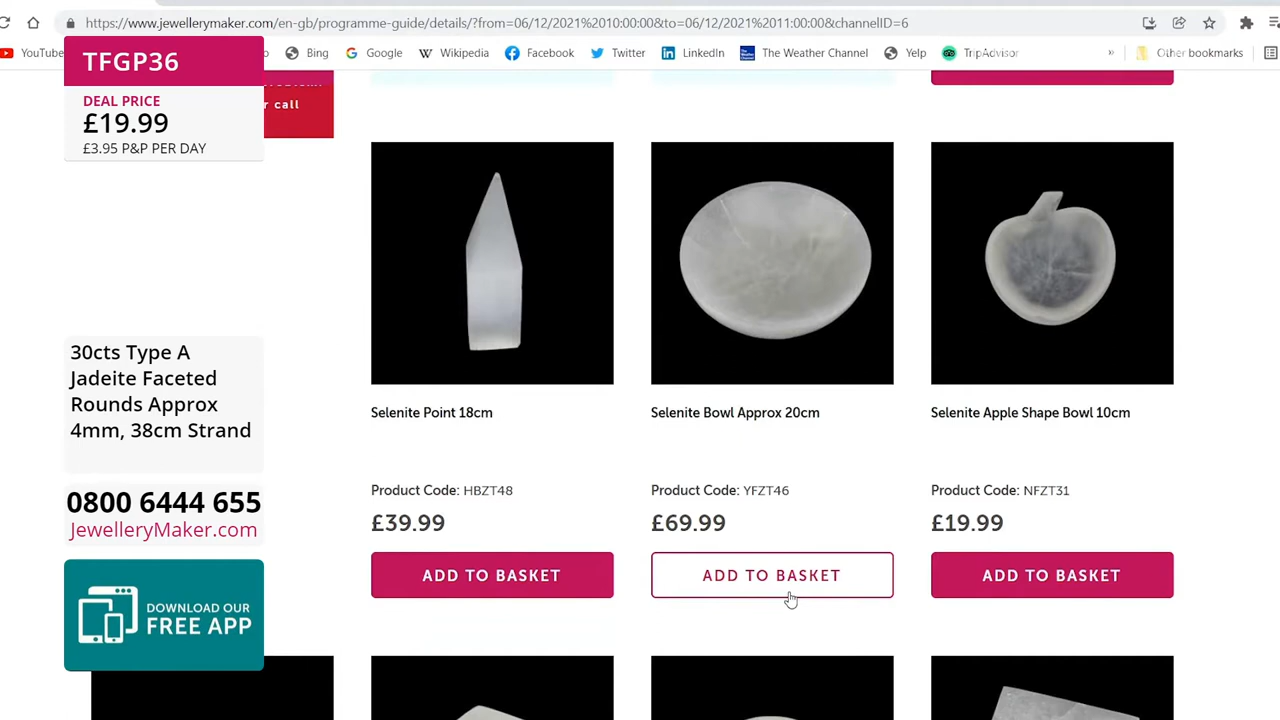 https://www.jewellerymaker.com/en-gb/programme-guide/details/?from=06/12/2021%2010:00:00&to=06/12/2021%2011:00:00&channelID=6
YouTube
Bing
Google
Wikipedia
Facebook
Twitter
LinkedIn
The Weather Channel
Yelp
TripAdvisor
»
Other bookmarks
TFGP36
DEAL PRICE
£19.99
£3.95 P&P PER DAY
r call
30cts Type A
Jadeite Faceted
Rounds Approx
4mm, 38cm Strand
0800 6444 655
JewelleryMaker.com
DOWNLOAD OUR
FREE APP
Selenite Point 18cm
Product Code: HBZT48
£39.99
ADD TO BASKET
Selenite Bowl Approx 20cm
Product Code: YFZT46
£69.99
ADD TO BASKET
Selenite Apple Shape Bowl 10cm
Product Code: NFZT31
£19.99
ADD TO BASKET